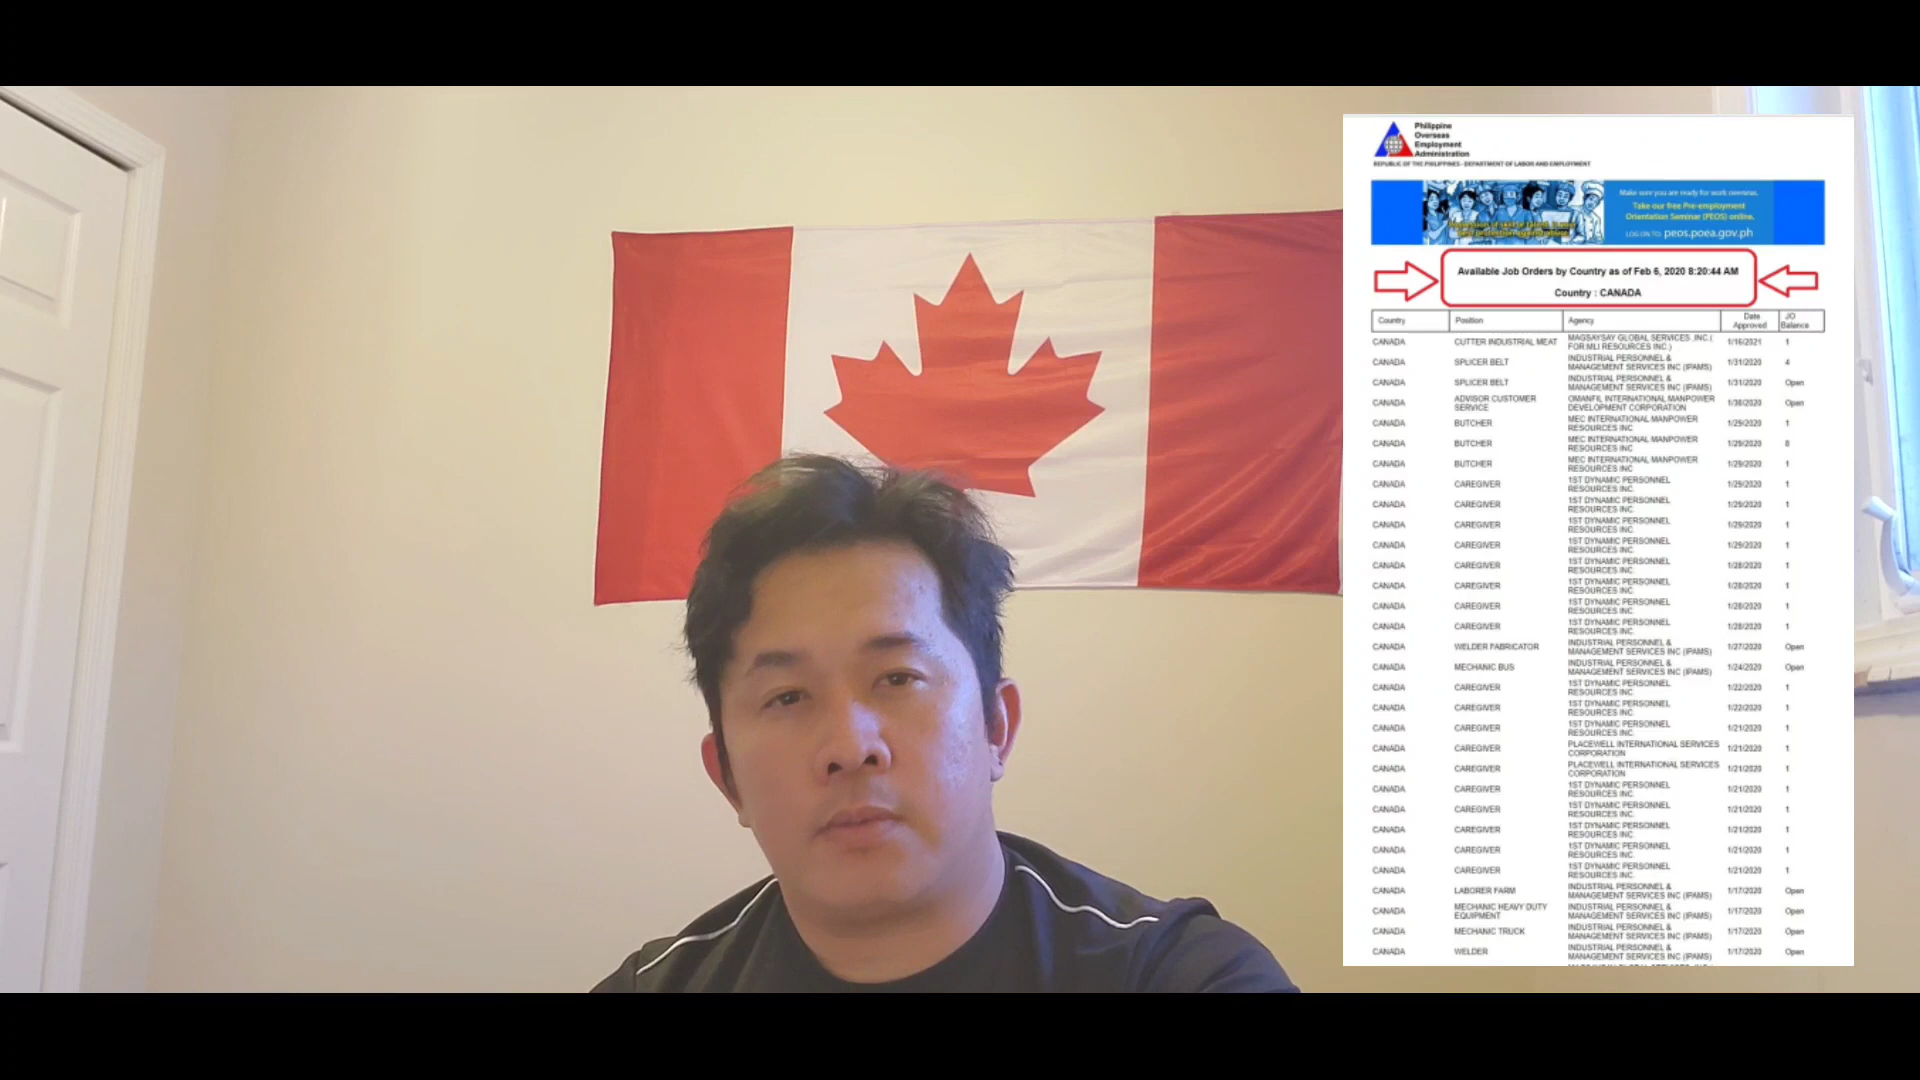 Philippine
Overseas
Employment
Administration
REPUBLIC OF THE PHILIPPINES - DEPARTMENT OF LABOR AND EMPLOYMENT
Make sure you are ready for work overseas.
Take our free Pre-employment
Orientation Seminar (PEOS) online.
LOG ON TO: peos.poea.gov.ph
Available Job Orders by Country as of Feb 6, 2020 8:20:44 AM
Country : CANADA
Country Position Agency Date Approved JO Balance
CANADA CUTTER INDUSTRIAL MEAT MAGSAYSAY GLOBAL SERVICES ,INC.( FOR MLI RESOURCES INC.) 1/16/2021 1
CANADA SPLICER BELT INDUSTRIAL PERSONNEL & MANAGEMENT SERVICES INC (IPAMS) 1/31/2020 4
CANADA SPLICER BELT INDUSTRIAL PERSONNEL & MANAGEMENT SERVICES INC (IPAMS) 1/31/2020 Open
CANADA ADVISOR CUSTOMER SERVICE OMANFIL INTERNATIONAL MANPOWER DEVELOPMENT CORPORATION 1/30/2020 Open
CANADA BUTCHER MEC INTERNATIONAL MANPOWER RESOURCES INC 1/29/2020 1
CANADA BUTCHER MEC INTERNATIONAL MANPOWER RESOURCES INC 1/29/2020
CANADA BUTCHER MEC INTERNATIONAL MANPOWER RESOURCES INC 1/29/2020 1
CANADA CAREGIVER 1ST DYNAMIC PERSONNEL RESOURCES INC. 1/29/2020 1
CANADA CAREGIVER 1ST DYNAMIC PERSONNEL RESOURCES INC. 1/29/2020 1
CANADA CAREGIVER 1ST DYNAMIC PERSONNEL RESOURCES INC. 1/29/2020 1
CANADA CAREGIVER 1ST DYNAMIC PERSONNEL RESOURCES INC. 1/29/2020 1
CANADA CAREGIVER 1ST DYNAMIC PERSONNEL RESOURCES INC. 1/28/2020 1
CANADA CAREGIVER 1ST DYNAMIC PERSONNEL RESOURCES INC. 1/28/2020 1
CANADA CAREGIVER 1ST DYNAMIC PERSONNEL RESOURCES INC. 1/28/2020 1
CANADA CAREGIVER 1ST DYNAMIC PERSONNEL RESOURCES INC. 1/28/2020 1
CANADA WELDER FABRICATOR INDUSTRIAL PERSONNEL & MANAGEMENT SERVICES INC (IPAMS) 1/27/2020 Open
CANADA MECHANIC BUS INDUSTRIAL PERSONNEL & MANAGEMENT SERVICES INC (IPAMS) 1/24/2020 Open
CANADA CAREGIVER 1ST DYNAMIC PERSONNEL RESOURCES INC. 1/22/2020 1
CANADA CAREGIVER 1ST DYNAMIC PERSONNEL RESOURCES INC. 1/22/2020 1
CANADA CAREGIVER 1ST DYNAMIC PERSONNEL RESOURCES INC. 1/21/2020 1
CANADA CAREGIVER PLACEWELL INTERNATIONAL SERVICES CORPORATION 1/21/2020 1
CANADA CAREGIVER PLACEWELL INTERNATIONAL SERVICES CORPORATION 1/21/2020 1
CANADA CAREGIVER 1ST DYNAMIC PERSONNEL RESOURCES INC. 1/21/2020 1
CANADA CAREGIVER 1ST DYNAMIC PERSONNEL RESOURCES INC. 1/21/2020 1
CANADA CAREGIVER 1ST DYNAMIC PERSONNEL RESOURCES INC. 1/21/2020 1
CANADA CAREGIVER 1ST DYNAMIC PERSONNEL RESOURCES INC. 1/21/2020 1
CANADA CAREGIVER 1ST DYNAMIC PERSONNEL RESOURCES INC. 1/21/2020 1
CANADA LABORER FARM INDUSTRIAL PERSONNEL & MANAGEMENT SERVICES INC (IPAMS) 1/17/2020 Open
CANADA MECHANIC HEAVY DUTY EQUIPMENT INDUSTRIAL PERSONNEL & MANAGEMENT SERVICES INC (IPAMS) 1/17/2020 Open
CANADA MECHANIC TRUCK INDUSTRIAL PERSONNEL & MANAGEMENT SERVICES INC (IPAMS) 1/17/2020 Open
CANADA WELDER INDUSTRIAL PERSONNEL & MANAGEMENT SERVICES INC (IPAMS) 1/17/2020 Open